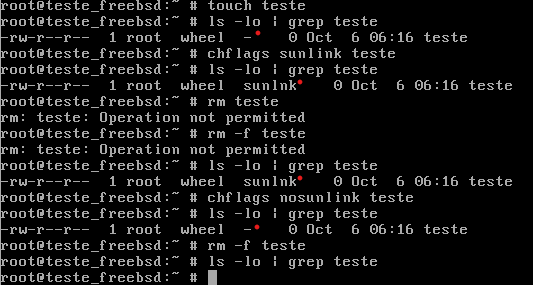 root@teste_freebsd:~ # touch teste
root@teste_freebsd:~ # ls -lo | grep teste
-rw-r--r--  1 root  wheel  -    0 Oct  6 06:16 teste
root@teste_freebsd:~ # chflags sunlink teste
root@teste_freebsd:~ # ls -lo | grep teste
-rw-r--r--  1 root  wheel  sunlnk    0 Oct  6 06:16 teste
root@teste_freebsd:~ # rm teste
rm: teste: Operation not permitted
root@teste_freebsd:~ # rm -f teste
rm: teste: Operation not permitted
root@teste_freebsd:~ # ls -lo | grep teste
-rw-r--r--  1 root  wheel  sunlnk    0 Oct  6 06:16 teste
root@teste_freebsd:~ # chflags nosunlink teste
root@teste_freebsd:~ # ls -lo | grep teste
-rw-r--r--  1 root  wheel  -    0 Oct  6 06:16 teste
root@teste_freebsd:~ # rm -f teste
root@teste_freebsd:~ # ls -lo | grep teste
root@teste_freebsd:~ #